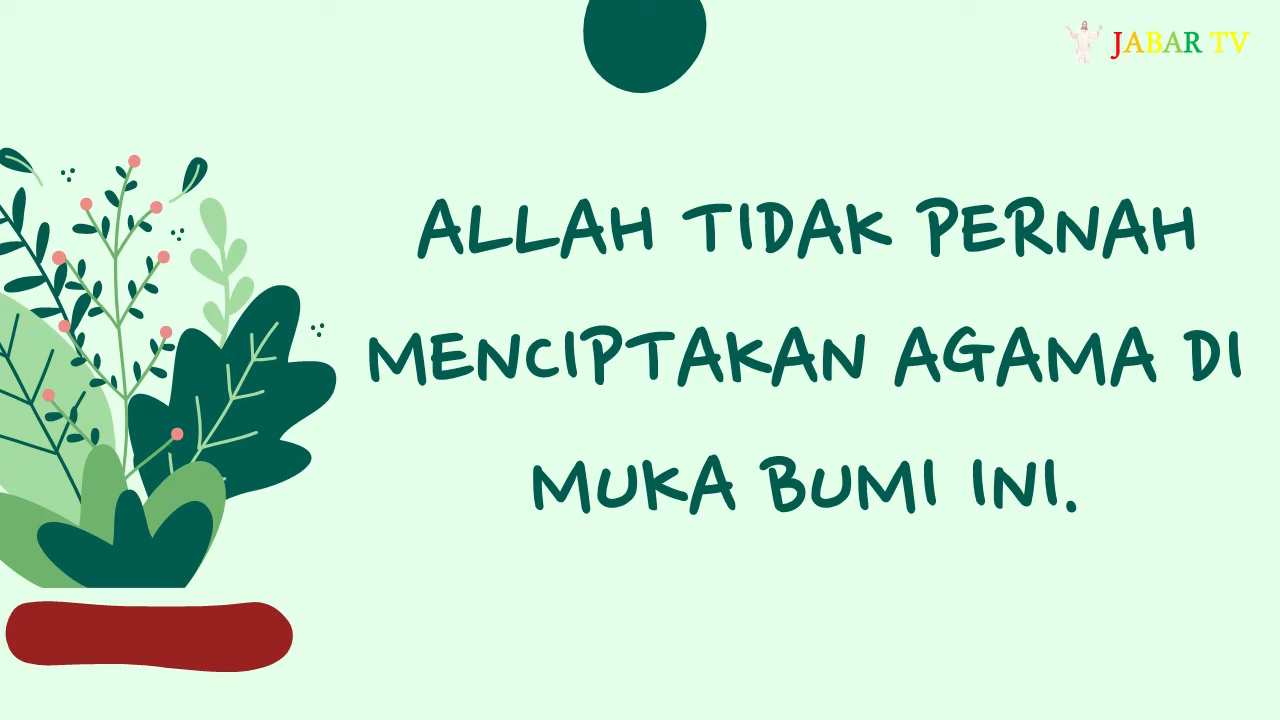 JABAR TV
ALLAH TIDAK PERNAH
MENCIPTAKAN AGAMA DI
MUKA BUMI INI.